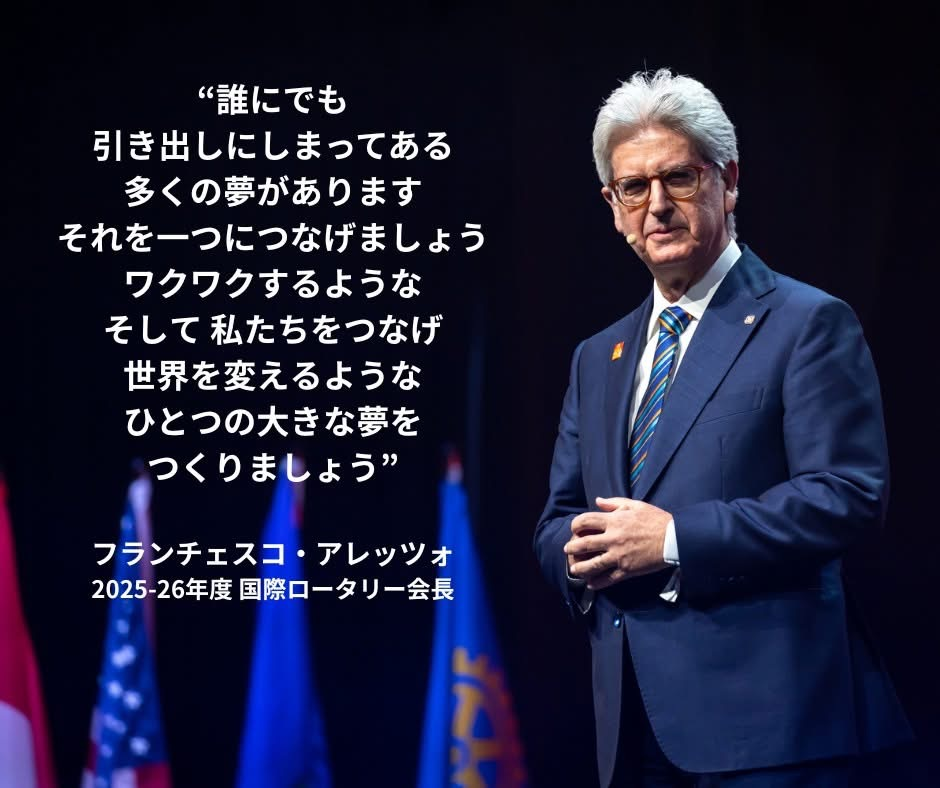 “誰にでも
引き出しにしまってある
多くの夢があります
それを一つにつなげましょう
ワクワクするような
そして 私たちをつなげ
世界を変えるような
ひとつの大きな夢を
つくりましょう”
フランチェスコ・アレッツォ
2025-26年度 国際ロータリー会長